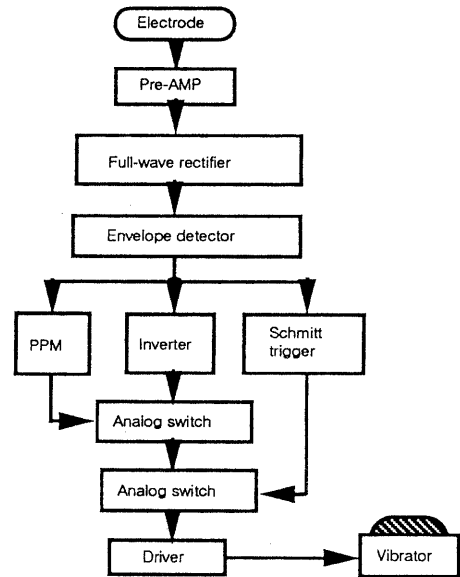 Electrode
Pre-AMP
Full-wave rectifier
Envelope detector
PPM
Inverter
Schmitt
trigger
Analog switch
Analog switch
Driver
Vibrator